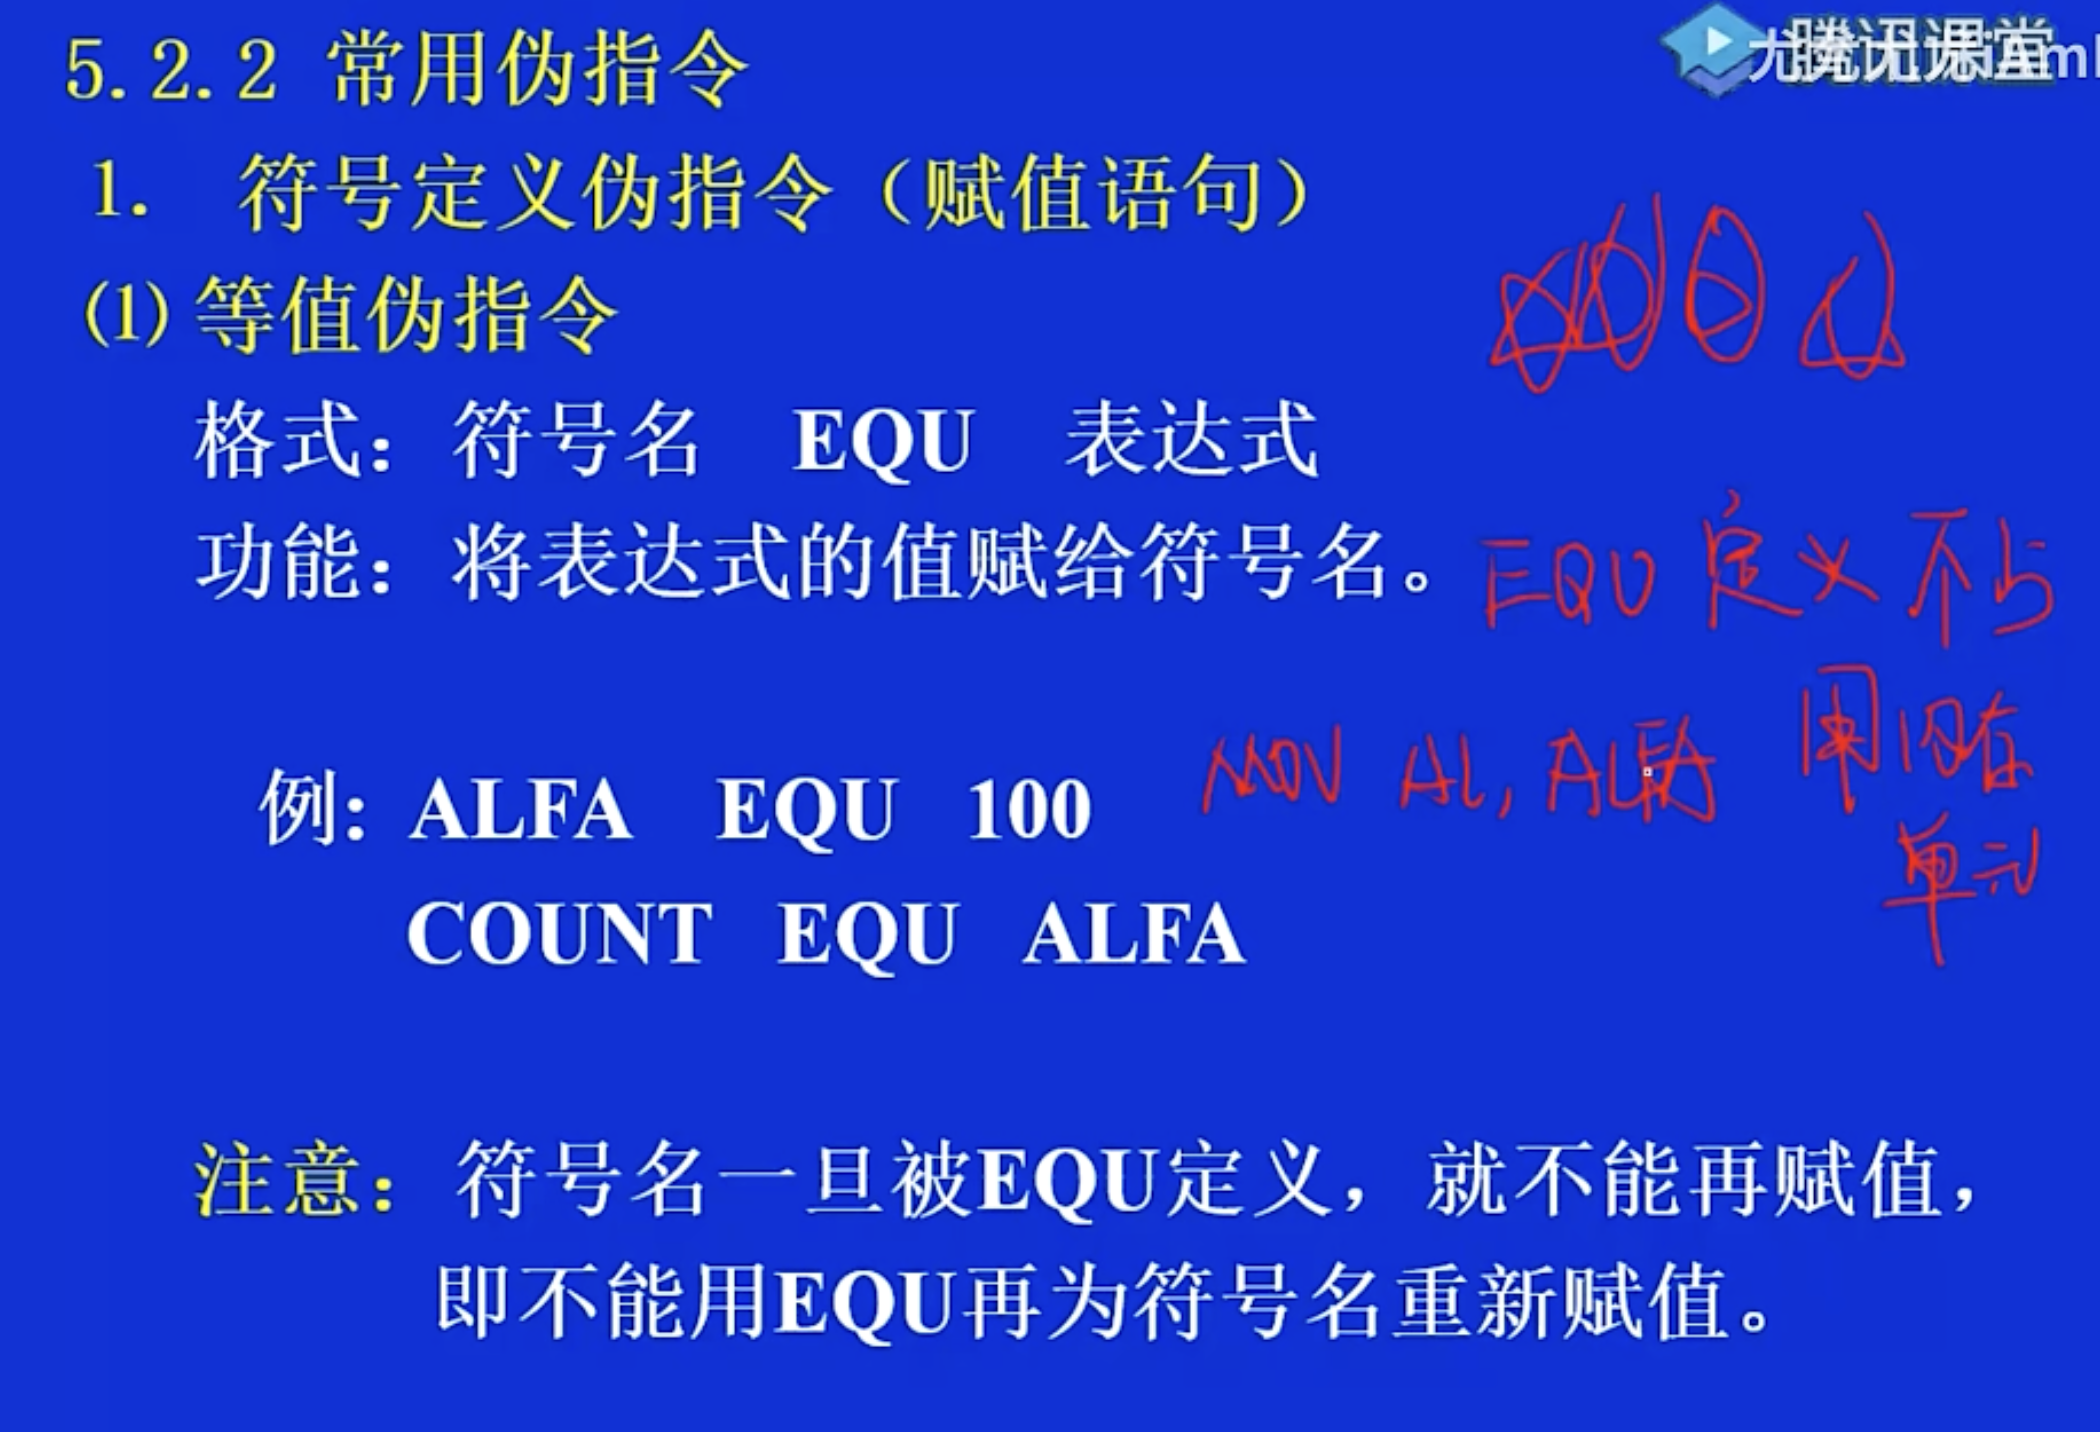 腾讯课堂
5.2.2 常用伪指令
1. 符号定义伪指令（赋值语句）
(1) 等值伪指令
格式：符号名 EQU 表达式
功能：将表达式的值赋给符号名。
EQU 定义 不占
用内存
单元
例: ALFA EQU 100
MOV AL, ALFA
COUNT EQU ALFA
注意：符号名一旦被EQU定义，就不能再赋值，
即不能用EQU再为符号名重新赋值。